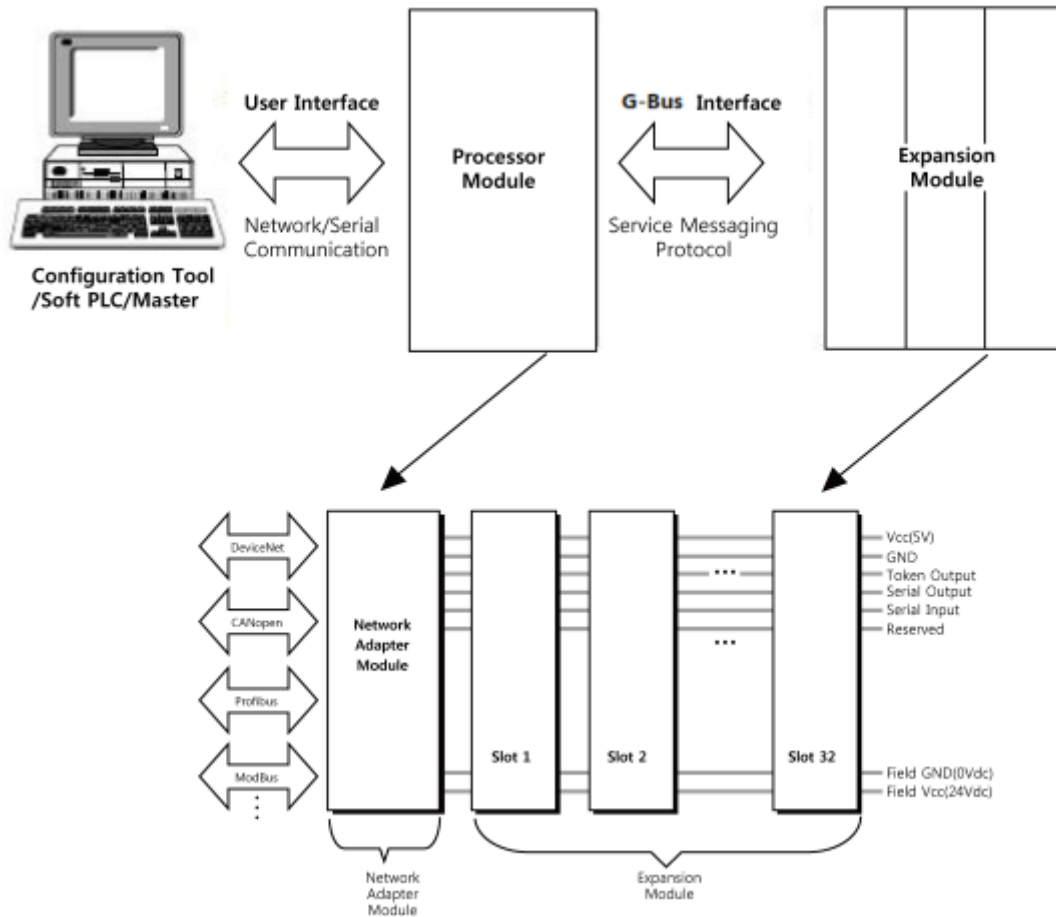 User Interface
Network/Serial
Communication
Configuration Tool
/Soft PLC/Master
Processor
Module
G-Bus Interface
Service Messaging
Protocol
Expansion
Module
DeviceNet
CANopen
Profibus
ModBus
Network
Adapter
Module
Slot 1
Slot 2
Slot 32
Vcc(5V)
GND
Token Output
Serial Output
Serial Input
Reserved
Field GND(0Vdc)
Field Vcc(24Vdc)
Network
Adapter
Module
Expansion
Module